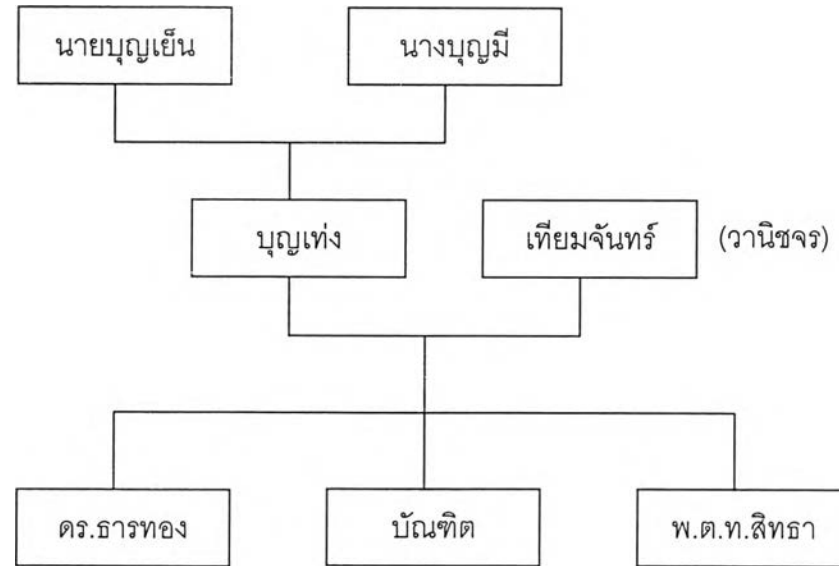 นายบุญเย็น นางบุญมี
บุญเท่ง เทียมจันทร์ (วานิชจร)
ดร.ธารทอง บัณฑิต พ.ต.ท.สิทธา